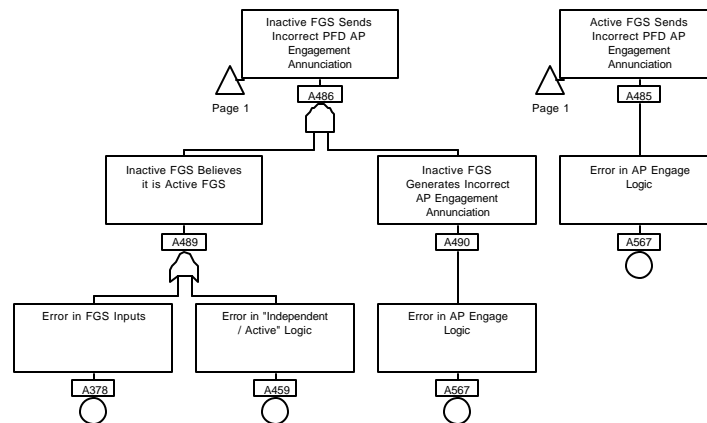 Inactive FGS Sends
Incorrect PFD AP
Engagement
Annunciation
Page 1
A486
Active FGS Sends
Incorrect PFD AP
Engagement
Annunciation
Page 1
A485
Inactive FGS Believes
it is Active FGS
A489
Inactive FGS
Generates Incorrect
AP Engagement
Annunciation
A490
Error in AP Engage
Logic
A567
Error in FGS Inputs
A378
Error in "Independent
/ Active" Logic
A459
Error in AP Engage
Logic
A567